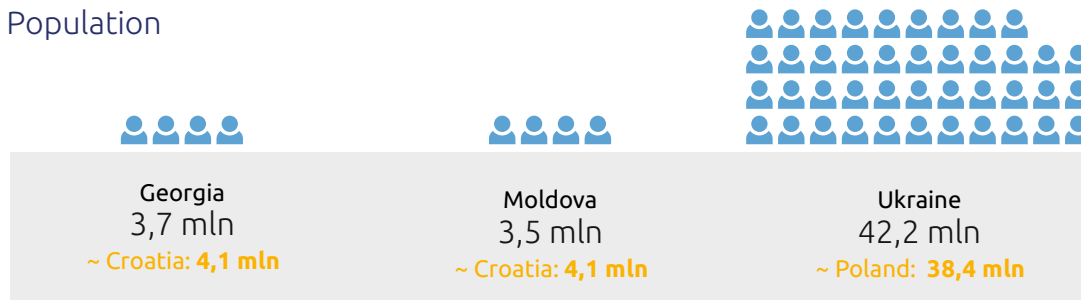 Population
Georgia
3,7 mln
~ Croatia: 4,1 mln
Moldova
3,5 mln
~ Croatia: 4,1 mln
Ukraine
42,2 mln
~ Poland: 38,4 mln